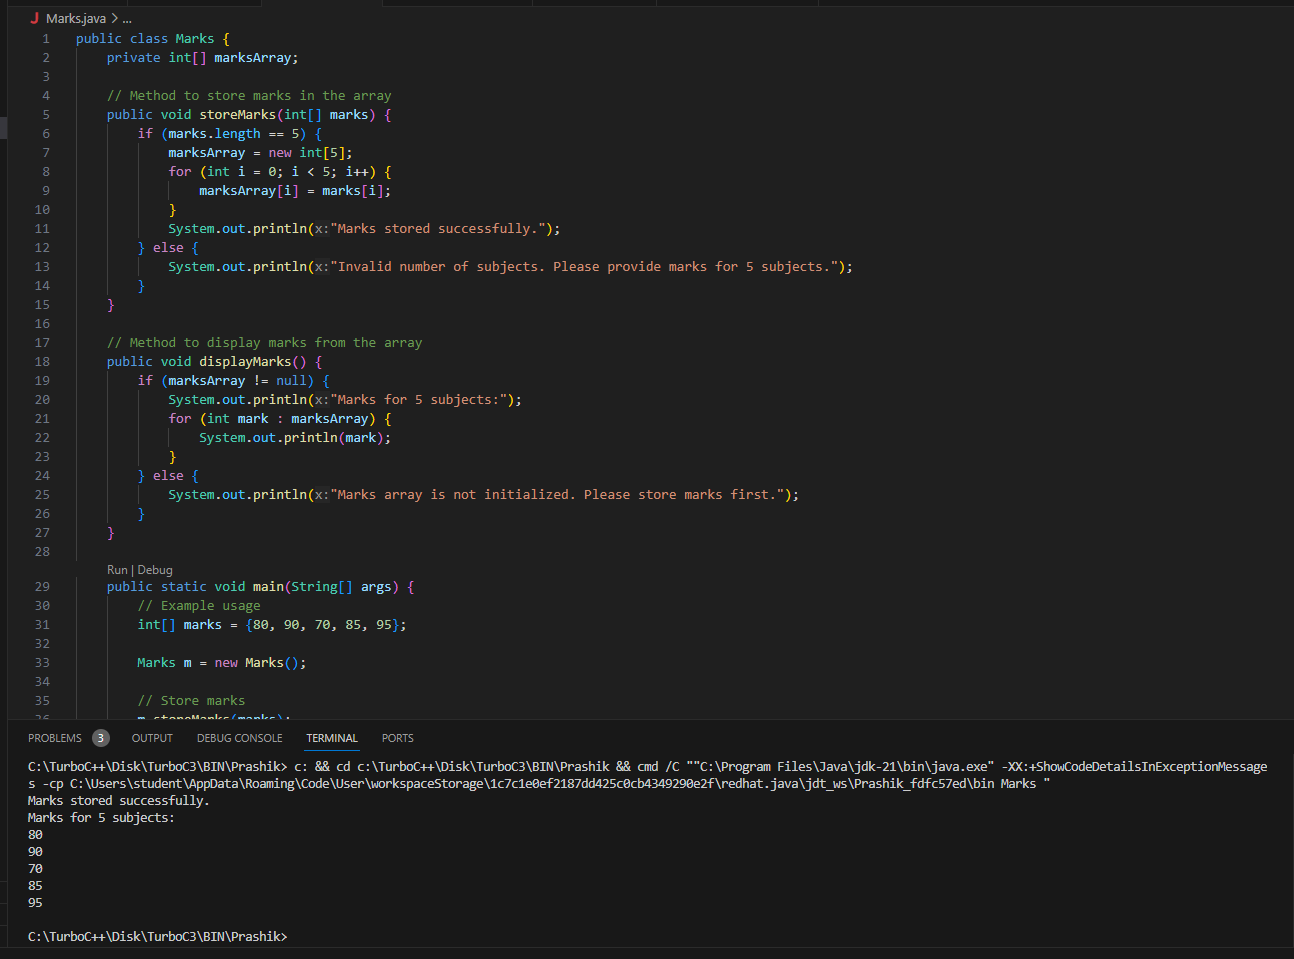 J Marks.java > ...
1 public class Marks {
2 private int[] marksArray;
3
4 // Method to store marks in the array
5 public void storeMarks(int[] marks) {
6 if (marks.length == 5) {
7 marksArray = new int[5];
8 for (int i = 0; i < 5; i++) {
9 marksArray[i] = marks[i];
10 }
11 System.out.println(x:"Marks stored successfully.");
12 } else {
13 System.out.println(x:"Invalid number of subjects. Please provide marks for 5 subjects.");
14 }
15 }
16
17 // Method to display marks from the array
18 public void displayMarks() {
19 if (marksArray != null) {
20 System.out.println(x:"Marks for 5 subjects:");
21 for (int mark : marksArray) {
22 System.out.println(mark);
23 }
24 } else {
25 System.out.println(x:"Marks array is not initialized. Please store marks first.");
26 }
27 }
28
Run | Debug
29 public static void main(String[] args) {
30 // Example usage
31 int[] marks = {80, 90, 70, 85, 95};
32
33 Marks m = new Marks();
34
35 // Store marks
36 m.storeMarks(marks);
PROBLEMS 3 OUTPUT DEBUG CONSOLE TERMINAL PORTS
C:\TurboC++\Disk\TurboC3\BIN\Prashik> c: && cd c:\TurboC++\Disk\TurboC3\BIN\Prashik && cmd /C ""C:\Program Files\Java\jdk-21\bin\java.exe" -XX:+ShowCodeDetailsInExceptionMessage
s -cp C:\Users\student\AppData\Roaming\Code\User\workspaceStorage\1c7c1e0ef2187dd425c0cb4349290e2f\redhat.java\jdt_ws\Prashik_fdfc57ed\bin Marks "
Marks stored successfully.
Marks for 5 subjects:
80
90
70
85
95
C:\TurboC++\Disk\TurboC3\BIN\Prashik>